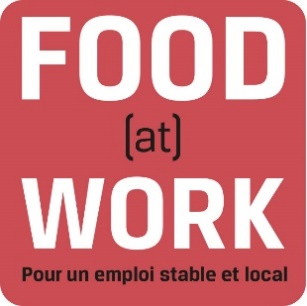 FOOD
[at]
WORK
Pour un emploi stable et local